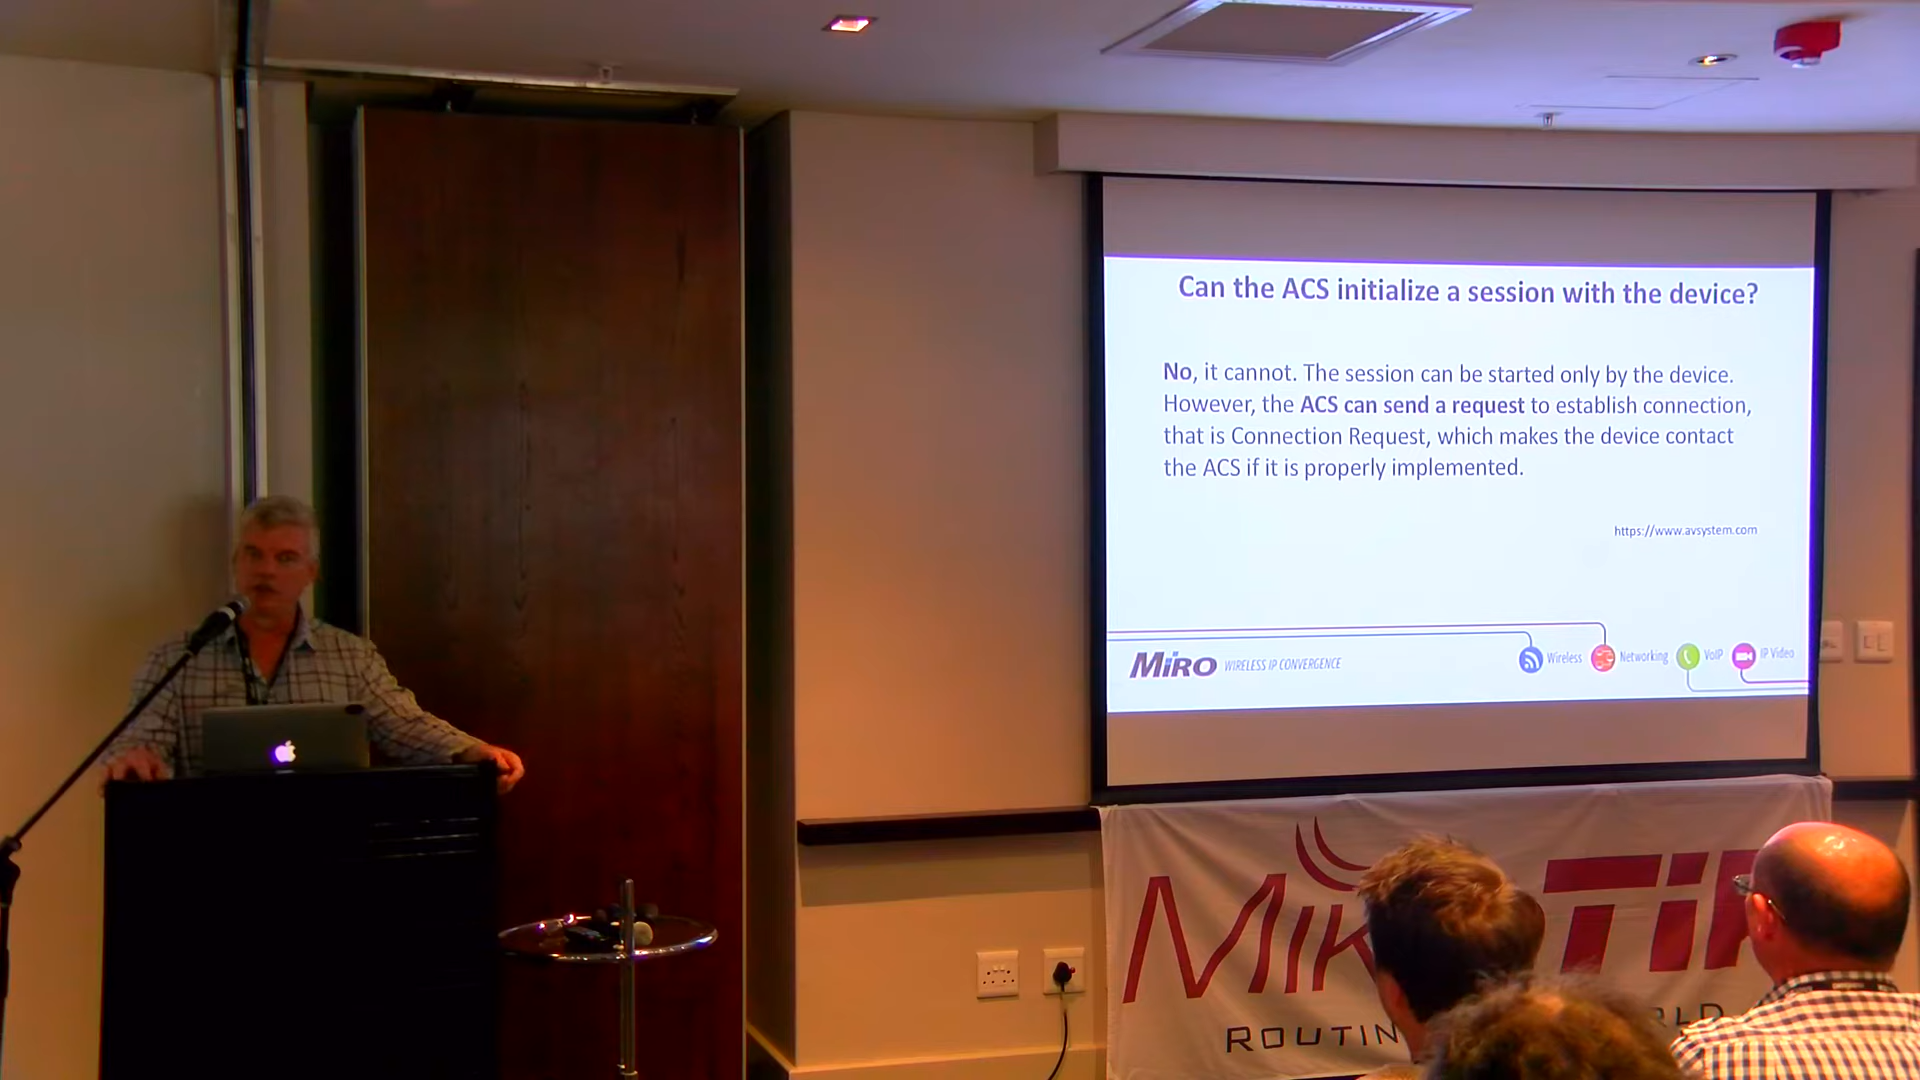 Can the ACS initialize a session with the device?
No, it cannot. The session can be started only by the device.
However, the ACS can send a request to establish connection,
that is Connection Request, which makes the device contact
the ACS if it is properly implemented.
https://www.avsystem.com
MiRO WIRELESS IP CONVERGENCE
Wireless Networking VoIP IP Video
MIK TIK
ROUTIN RLD